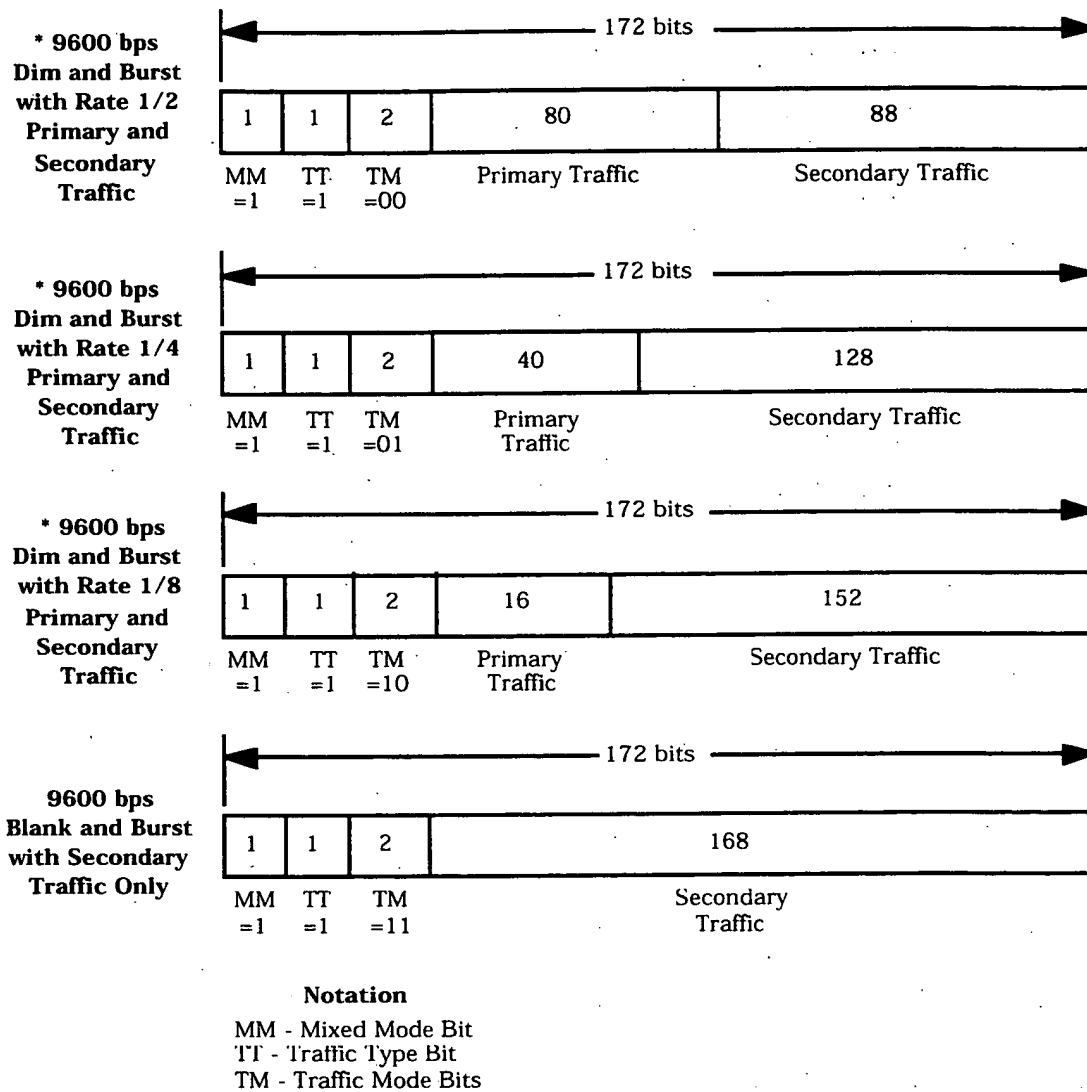 172 bits
* 9600 bps
Dim and Burst
with Rate 1/2
Primary and
Secondary
Traffic
1 1 2 80 88
MM TT TM Primary Traffic Secondary Traffic
=1 =1 =00
172 bits
* 9600 bps
Dim and Burst
with Rate 1/4
Primary and
Secondary
Traffic
1 1 2 40 128
MM TT TM Primary Secondary Traffic
=1 =1 =01 Traffic
172 bits
* 9600 bps
Dim and Burst
with Rate 1/8
Primary and
Secondary
Traffic
1 1 2 16 152
MM TT TM Primary Secondary Traffic
=1 =1 =10 Traffic
172 bits
9600 bps
Blank and Burst
with Secondary
Traffic Only
1 1 2 168
MM TT TM Secondary
=1 =1 =11 Traffic
Notation
MM - Mixed Mode Bit
TT - Traffic Type Bit
TM - Traffic Mode Bits